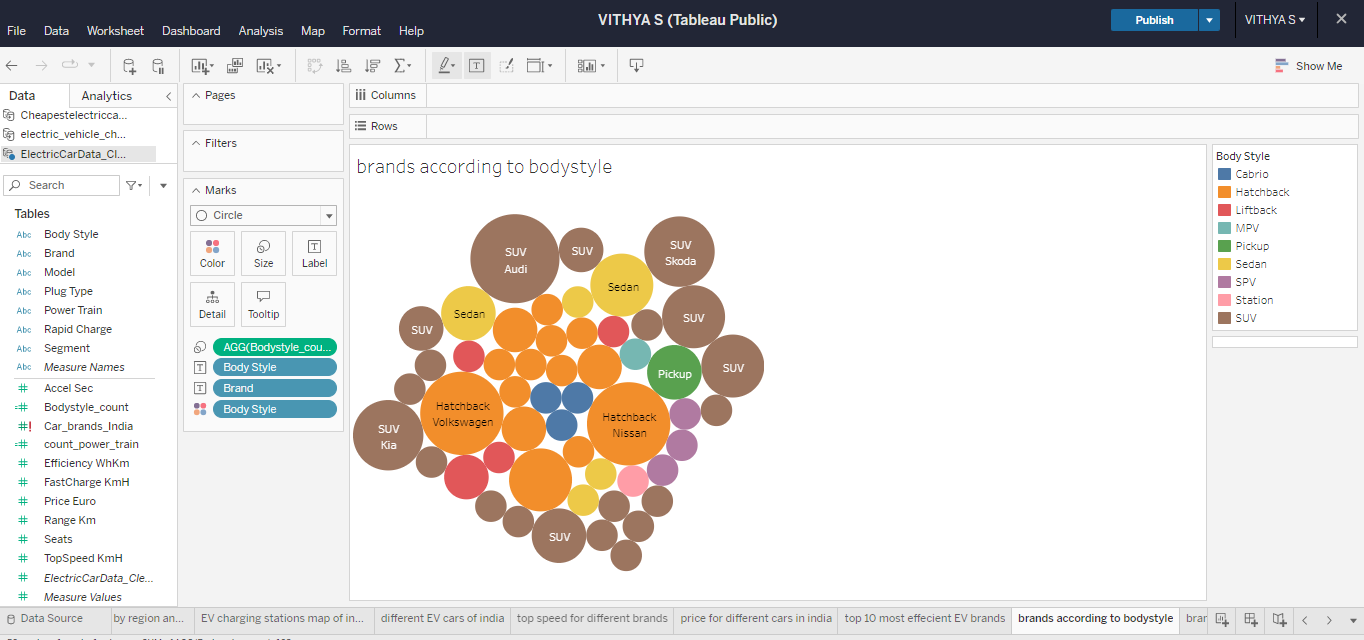 VITHYA S (Tableau Public)
Publish
VITHYA S
File Data Worksheet Dashboard Analysis Map Format Help
Show Me
Data
Analytics
Cheapestelectricca...
electric_vehicle_ch...
ElectricCarData_Cl...
Search
Tables
Abc Body Style
Abc Brand
Abc Model
Abc Plug Type
Abc Power Train
Abc Rapid Charge
Abc Segment
Abc Measure Names
Accel Sec
Bodystyle_count
Car_brands_India
count_power_train
Efficiency WhKm
FastCharge KmH
Price Euro
Range Km
Seats
TopSpeed KmH
ElectricCarData_Cle...
Measure Values
Pages
Filters
Marks
Circle
Color
Size
Label
Detail
Tooltip
AGG(Bodystyle_cou...
Body Style
Brand
Body Style
Columns
Rows
brands according to bodystyle
SUV
Audi
SUV
SUV
Skoda
Sedan
Sedan
SUV
SUV
SUV
Pickup
Hatchback
Volkswagen
Hatchback
Nissan
SUV
Kia
SUV
Body Style
Cabrio
Hatchback
Liftback
MPV
Pickup
Sedan
SPV
Station
SUV
Data Source
by region an...
EV charging stations map of in...
different EV cars of india
top speed for different brands
price for different cars in india
top 10 most effecient EV brands
brands according to bodystyle